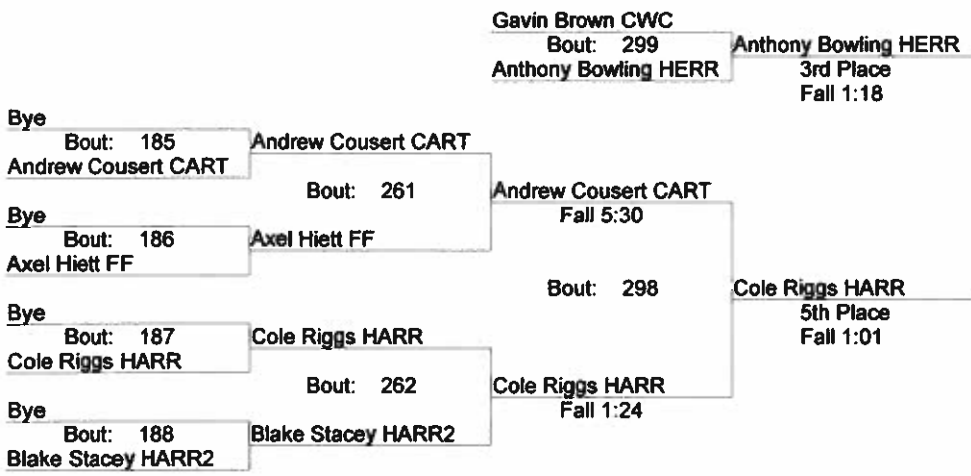 Gavin Brown CWC
Bout: 299
Anthony Bowling HERR
Anthony Bowling HERR
3rd Place
Fall 1:18
Bye
Bout: 185
Andrew Cousert CART
Andrew Cousert CART
Bout: 261
Andrew Cousert CART
Fall 5:30
Bye
Bout: 186
Axel Hiett FF
Axel Hiett FF
Bout: 298
Cole Riggs HARR
5th Place
Fall 1:01
Bye
Bout: 187
Cole Riggs HARR
Cole Riggs HARR
Bout: 262
Cole Riggs HARR
Fall 1:24
Bye
Bout: 188
Blake Stacey HARR2
Blake Stacey HARR2